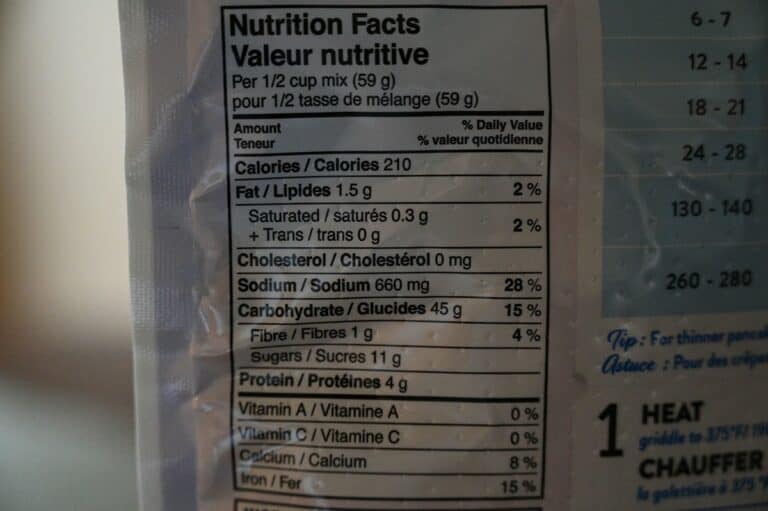 Nutrition Facts
Valeur nutritive
Per 1/2 cup mix (59 g)
pour 1/2 tasse de mélange (59 g)
Amount % Daily Value
Teneur % valeur quotidienne
Calories / Calories 210
Fat / Lipides 1.5 g 2 %
Saturated / saturés 0.3 g
+ Trans / trans 0 g 2 %
Cholesterol / Cholestérol 0 mg
Sodium / Sodium 660 mg 28 %
Carbohydrate / Glucides 45 g 15 %
Fibre / Fibres 1 g 4 %
Sugars / Sucres 11 g
Protein / Protéines 4 g
Vitamin A / Vitamine A 0 %
Vitamin C / Vitamine C 0 %
Calcium / Calcium 8 %
Iron / Fer 15 %
6 - 7
12 - 14
18 - 21
24 - 28
130 - 140
260 - 280
Tip: For thinner
Astuce : Pour des
1 HEAT
griddle to 375°F/
CHAUFFER
la galettière à 375 °